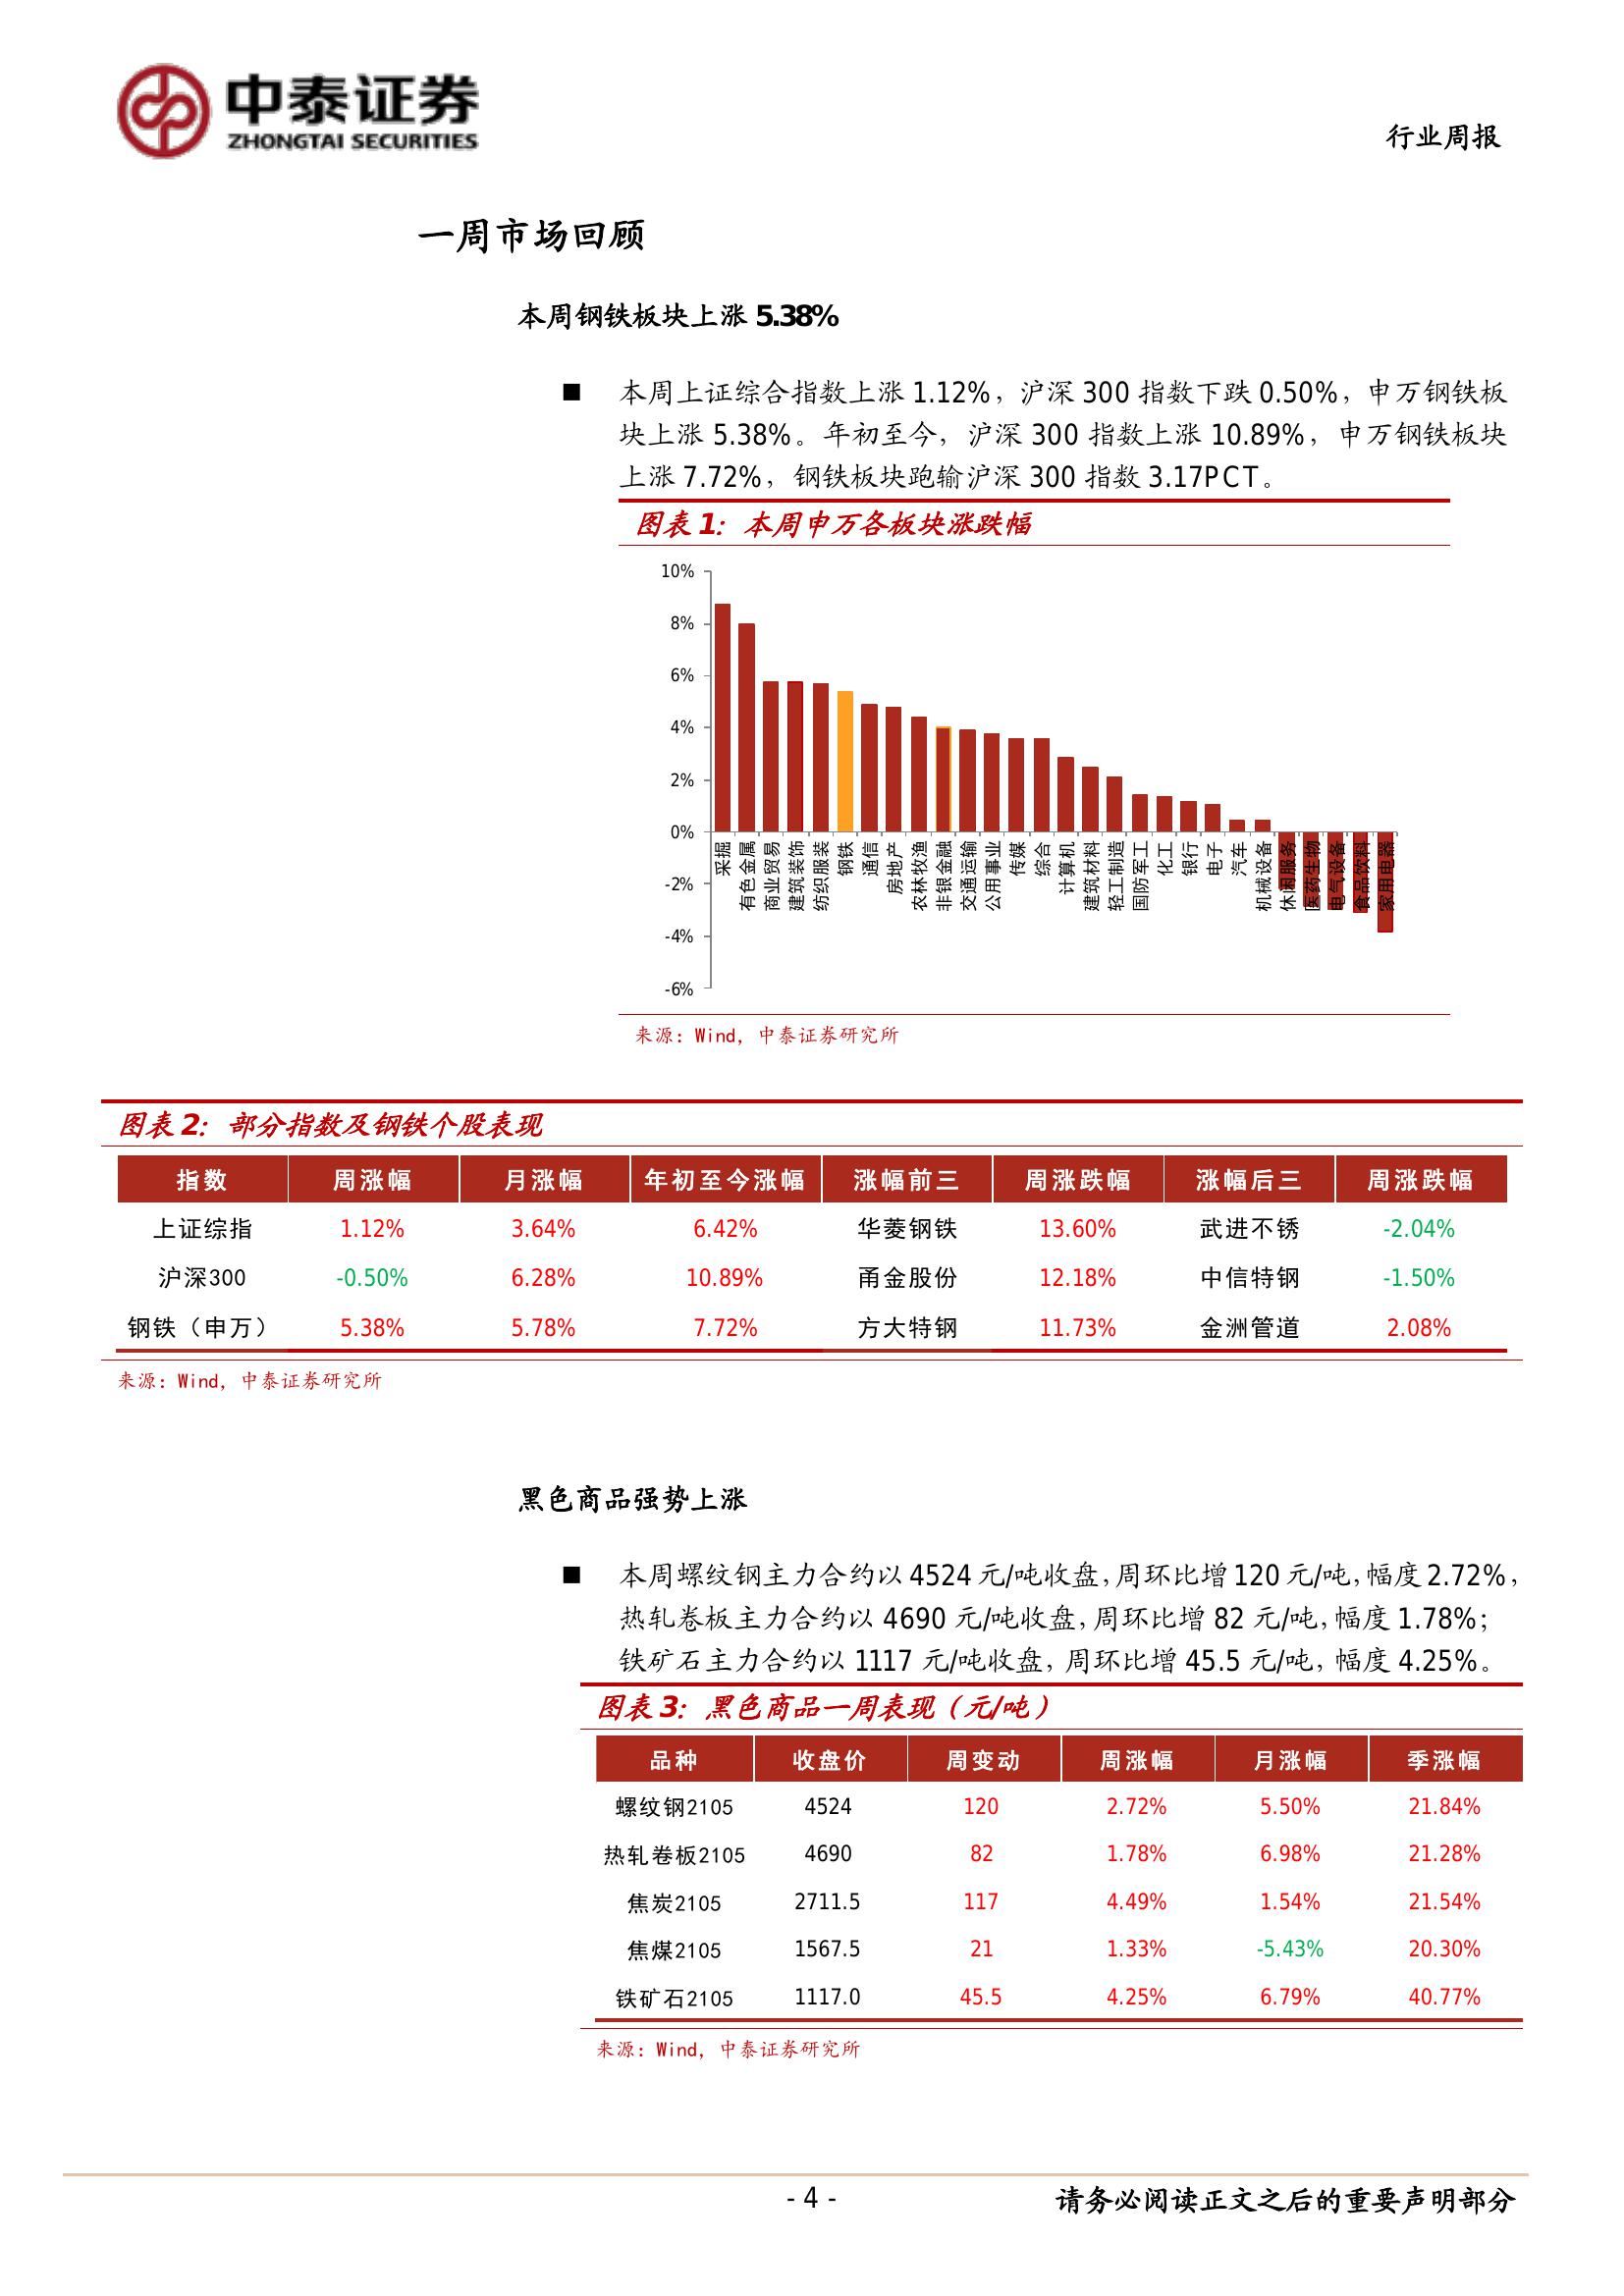 中泰证券
ZHONGTAI SECURITIES
行业周报
一周市场回顾
本周钢铁板块上涨 5.38%
■ 本周上证综合指数上涨 1.12%，沪深 300 指数下跌 0.50%，申万钢铁板
块上涨 5.38%。年初至今，沪深 300 指数上涨 10.89%，申万钢铁板块
上涨 7.72%，钢铁板块跑输沪深 300 指数 3.17PCT。
图表 1：本周申万各板块涨跌幅
10%
8%
6%
4%
2%
0%
-2%
-4%
-6%
采掘
有色金属
商业贸易
建筑装饰
纺织服装
钢铁
通信
房地产
农林牧渔
非银金融
交通运输
公用事业
传媒
综合
计算机
建筑材料
轻工制造
国防军工
化工
银行
电子
汽车
机械设备
休闲服务
医药生物
电气设备
食品饮料
家用电器
来源：Wind，中泰证券研究所
图表 2：部分指数及钢铁个股表现
指数 周涨幅 月涨幅 年初至今涨幅 涨幅前三 周涨跌幅 涨幅后三 周涨跌幅
上证综指 1.12% 3.64% 6.42% 华菱钢铁 13.60% 武进不锈 -2.04%
沪深300 -0.50% 6.28% 10.89% 甬金股份 12.18% 中信特钢 -1.50%
钢铁（申万） 5.38% 5.78% 7.72% 方大特钢 11.73% 金洲管道 2.08%
来源：Wind，中泰证券研究所
黑色商品强势上涨
■ 本周螺纹钢主力合约以 4524 元/吨收盘，周环比增 120 元/吨，幅度 2.72%，
热轧卷板主力合约以 4690 元/吨收盘，周环比增 82 元/吨，幅度 1.78%；
铁矿石主力合约以 1117 元/吨收盘，周环比增 45.5 元/吨，幅度 4.25%。
图表 3：黑色商品一周表现（元/吨）
品种 收盘价 周变动 周涨幅 月涨幅 季涨幅
螺纹钢2105 4524 120 2.72% 5.50% 21.84%
热轧卷板2105 4690 82 1.78% 6.98% 21.28%
焦炭2105 2711.5 117 4.49% 1.54% 21.54%
焦煤2105 1567.5 21 1.33% -5.43% 20.30%
铁矿石2105 1117.0 45.5 4.25% 6.79% 40.77%
来源：Wind，中泰证券研究所
- 4 -
请务必阅读正文之后的重要声明部分